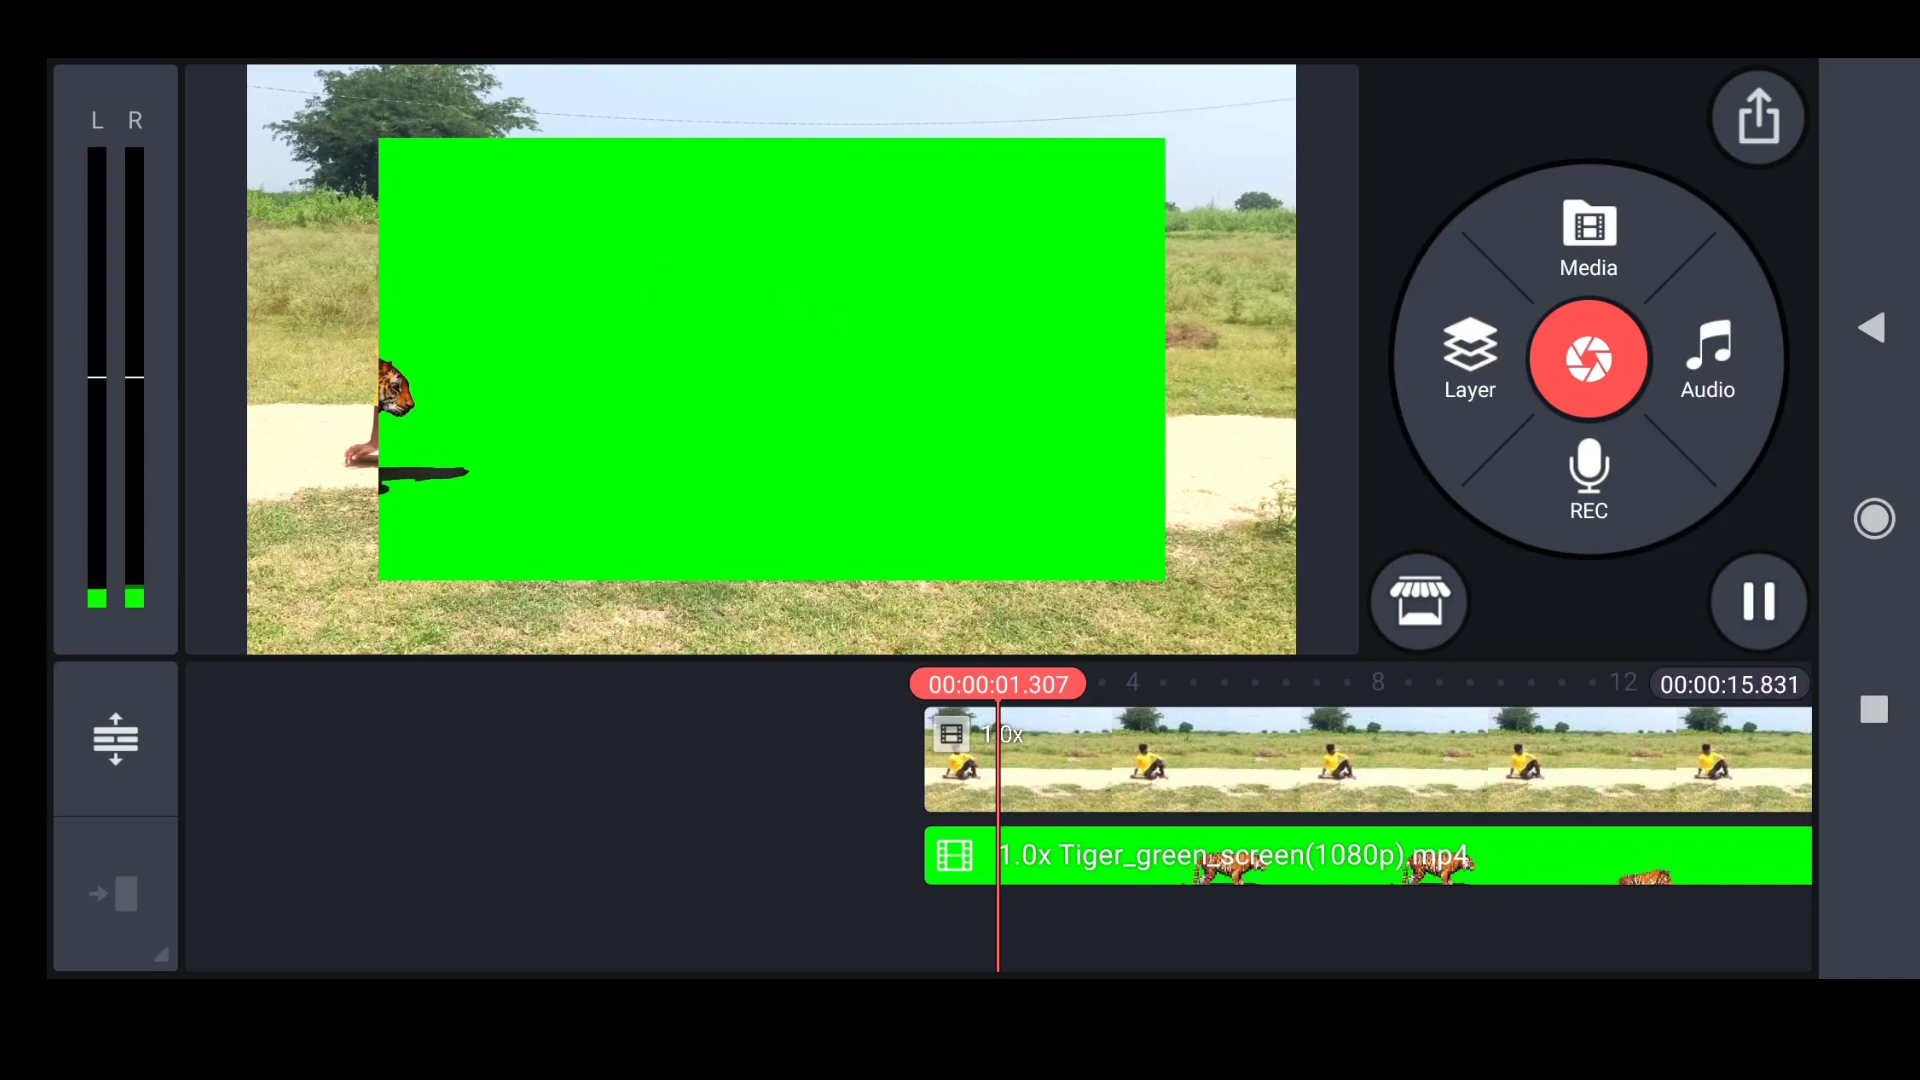 L R
Media
Layer
Audio
REC
00:00:01.307 4 8 12 00:00:15.831
1.0x
1.0x Tiger_green_screen(1080p).mp4